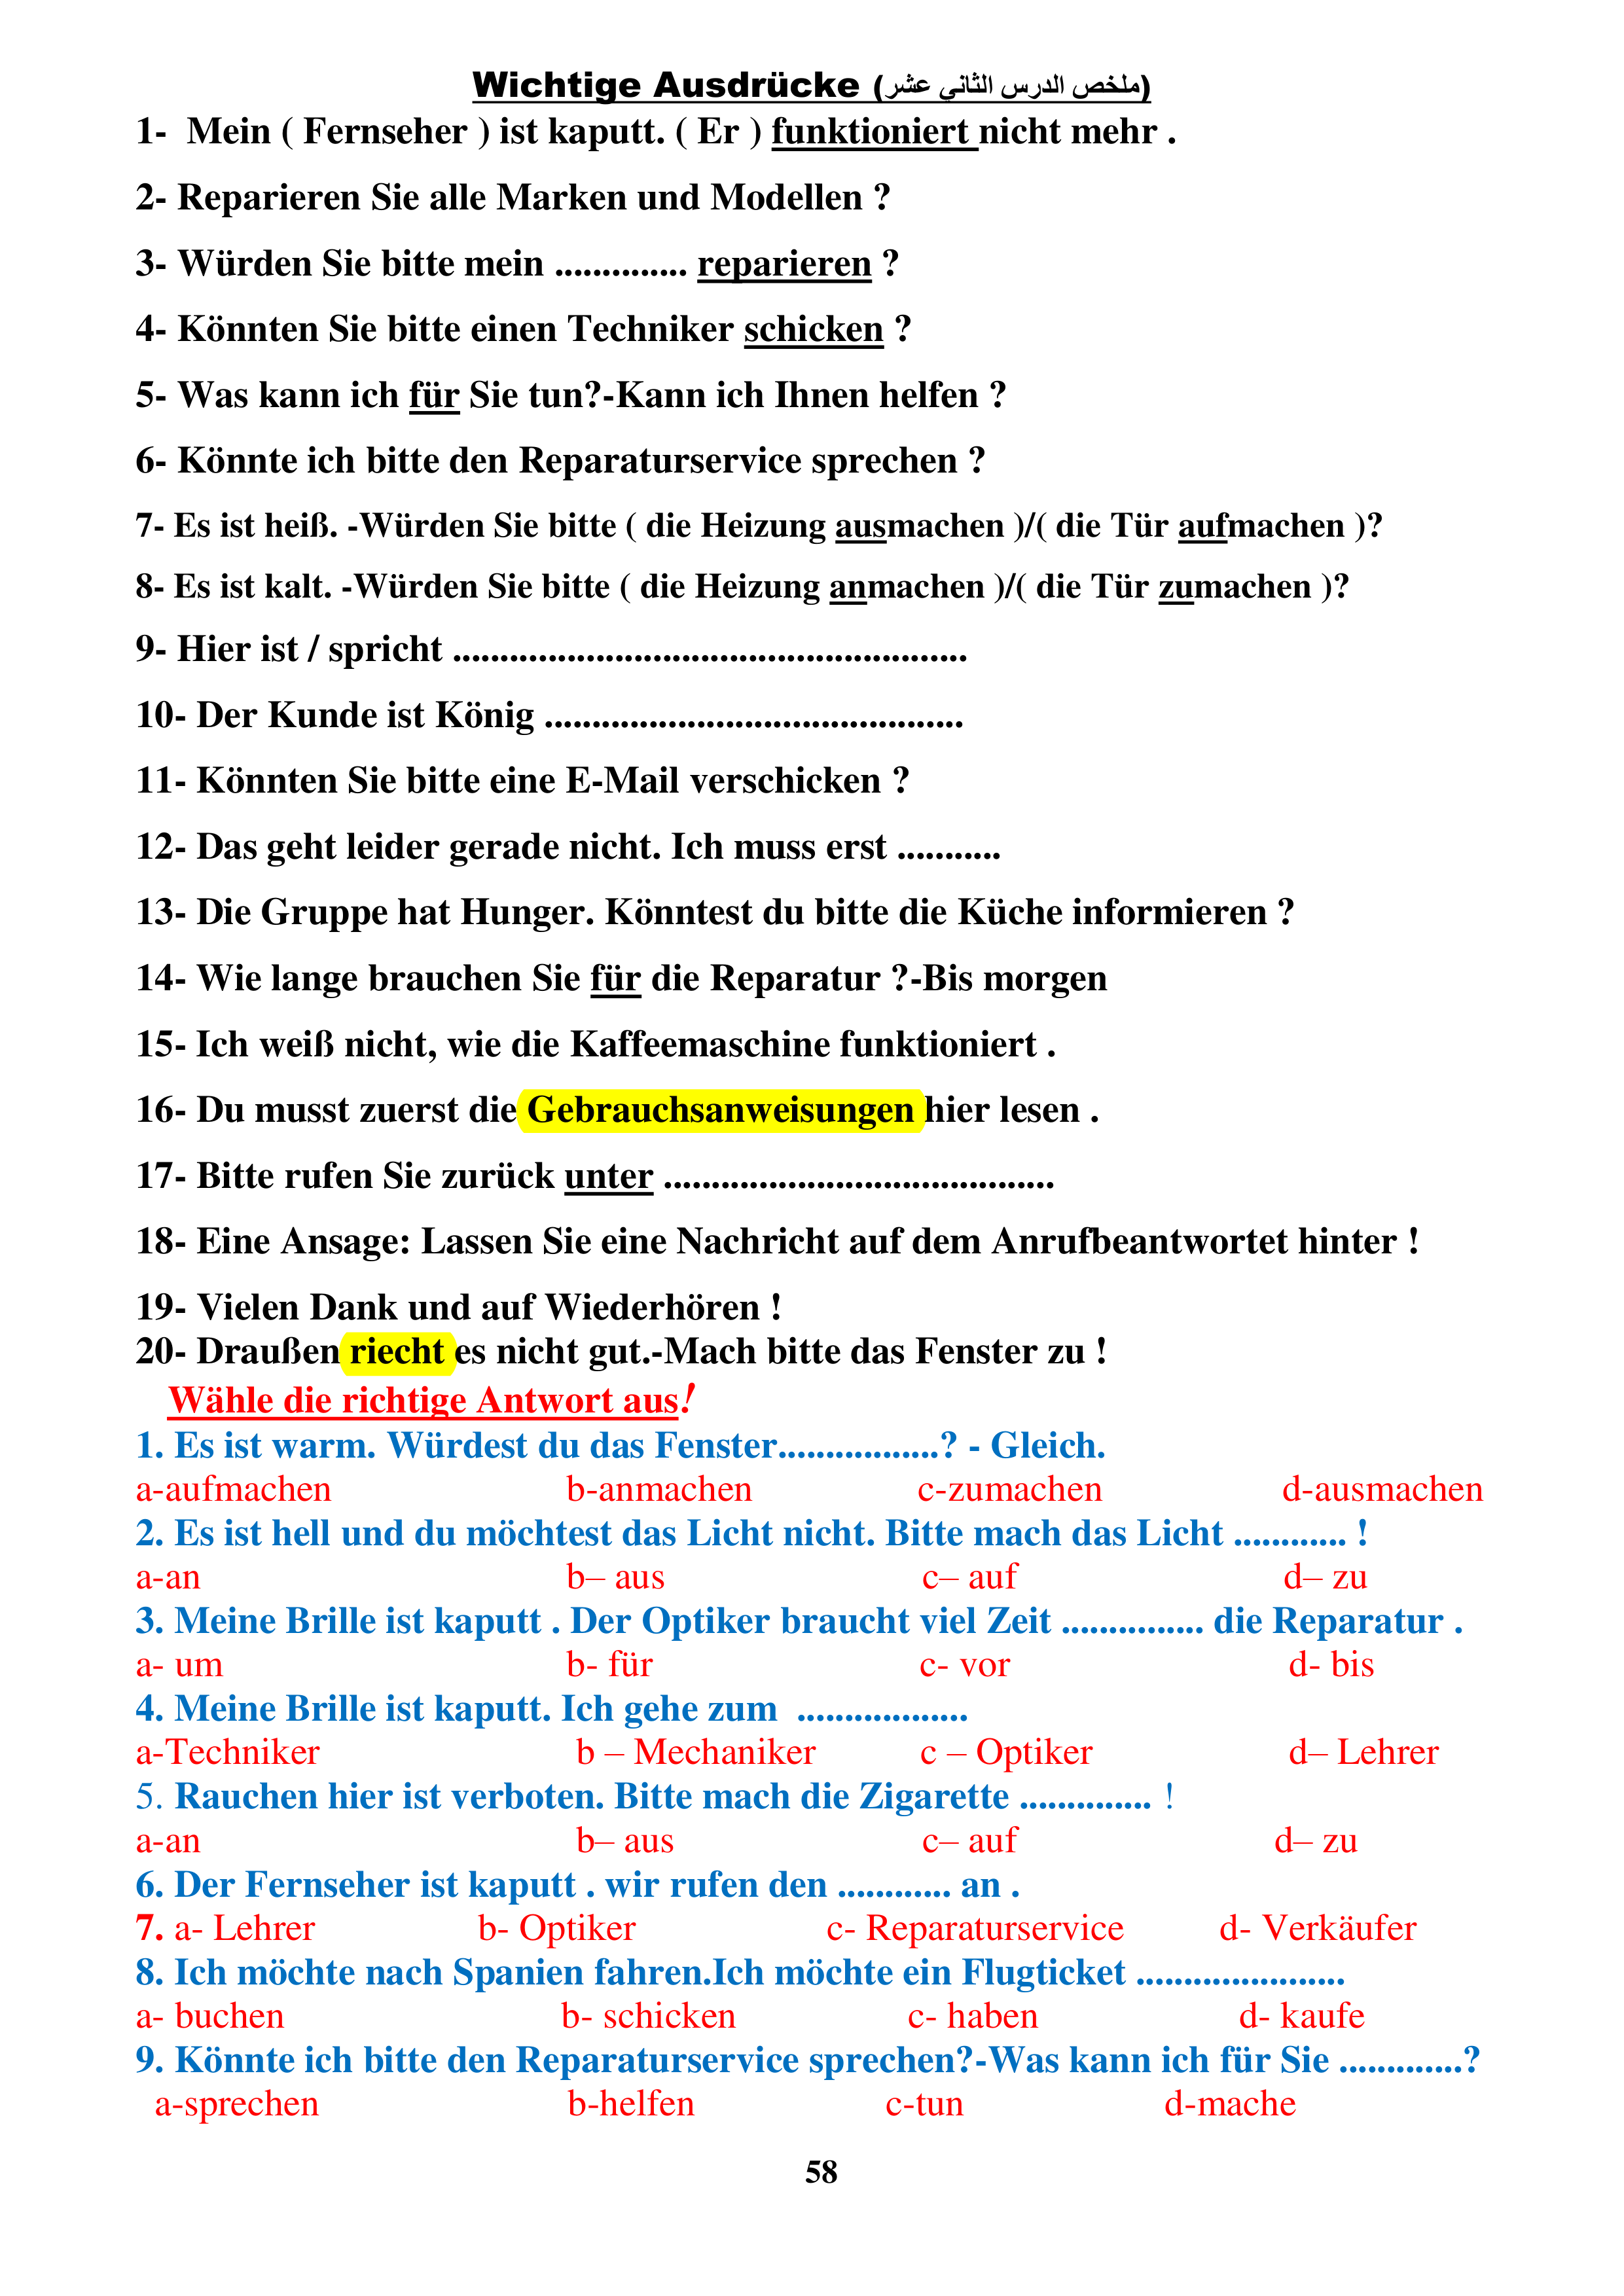 Wichtige Ausdrücke (ملخص الدرس الثاني عشر)
1- Mein ( Fernseher ) ist kaputt. ( Er ) funktioniert nicht mehr .
2- Reparieren Sie alle Marken und Modellen ?
3- Würden Sie bitte mein .............. reparieren ?
4- Könnten Sie bitte einen Techniker schicken ?
5- Was kann ich für Sie tun?-Kann ich Ihnen helfen ?
6- Könnte ich bitte den Reparaturservice sprechen ?
7- Es ist heiß. -Würden Sie bitte ( die Heizung ausmachen )/( die Tür aufmachen )?
8- Es ist kalt. -Würden Sie bitte ( die Heizung anmachen )/( die Tür zumachen )?
9- Hier ist / spricht ......................................................
10- Der Kunde ist König ............................................
11- Könnten Sie bitte eine E-Mail verschicken ?
12- Das geht leider gerade nicht. Ich muss erst ...........
13- Die Gruppe hat Hunger. Könntest du bitte die Küche informieren ?
14- Wie lange brauchen Sie für die Reparatur ?-Bis morgen
15- Ich weiß nicht, wie die Kaffeemaschine funktioniert .
16- Du musst zuerst die Gebrauchsanweisungen hier lesen .
17- Bitte rufen Sie zurück unter .........................................
18- Eine Ansage: Lassen Sie eine Nachricht auf dem Anrufbeantwortet hinter !
19- Vielen Dank und auf Wiederhören !
20- Draußen riecht es nicht gut.-Mach bitte das Fenster zu !
Wähle die richtige Antwort aus!
1. Es ist warm. Würdest du das Fenster.................? - Gleich.
a-aufmachen b-anmachen c-zumachen d-ausmachen
2. Es ist hell und du möchtest das Licht nicht. Bitte mach das Licht ............ !
a-an b– aus c– auf d– zu
3. Meine Brille ist kaputt . Der Optiker braucht viel Zeit ............... die Reparatur .
a- um b- für c- vor d- bis
4. Meine Brille ist kaputt. Ich gehe zum ..................
a-Techniker b – Mechaniker c – Optiker d– Lehrer
5. Rauchen hier ist verboten. Bitte mach die Zigarette .............. !
a-an b– aus c– auf d– zu
6. Der Fernseher ist kaputt . wir rufen den ............ an .
7. a- Lehrer b- Optiker c- Reparaturservice d- Verkäufer
8. Ich möchte nach Spanien fahren.Ich möchte ein Flugticket ......................
a- buchen b- schicken c- haben d- kaufe
9. Könnte ich bitte den Reparaturservice sprechen?-Was kann ich für Sie .............?
a-sprechen b-helfen c-tun d-mache
58